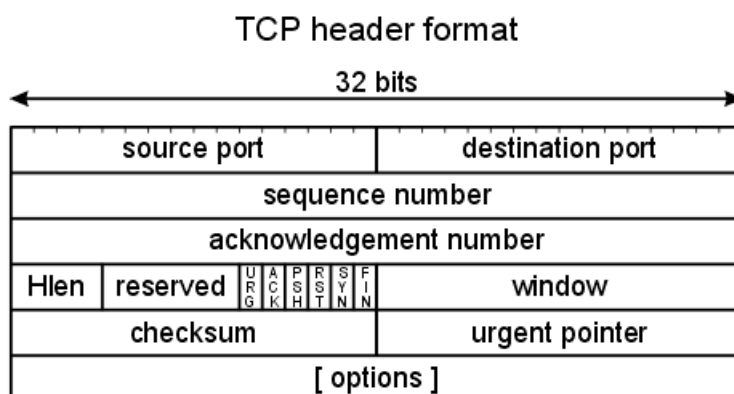 TCP header format
32 bits
source port destination port
sequence number
acknowledgement number
Hlen reserved URG ACK PSH RST SYN FIN window
checksum urgent pointer
[ options ]